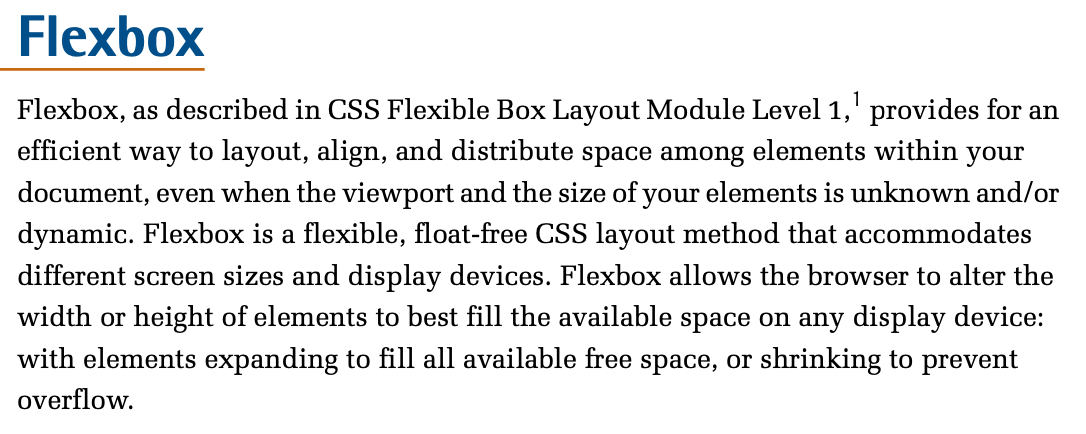 Flexbox
Flexbox, as described in CSS Flexible Box Layout Module Level 1,¹ provides for an
efficient way to layout, align, and distribute space among elements within your
document, even when the viewport and the size of your elements is unknown and/or
dynamic. Flexbox is a flexible, float-free CSS layout method that accommodates
different screen sizes and display devices. Flexbox allows the browser to alter the
width or height of elements to best fill the available space on any display device:
with elements expanding to fill all available free space, or shrinking to prevent
overflow.